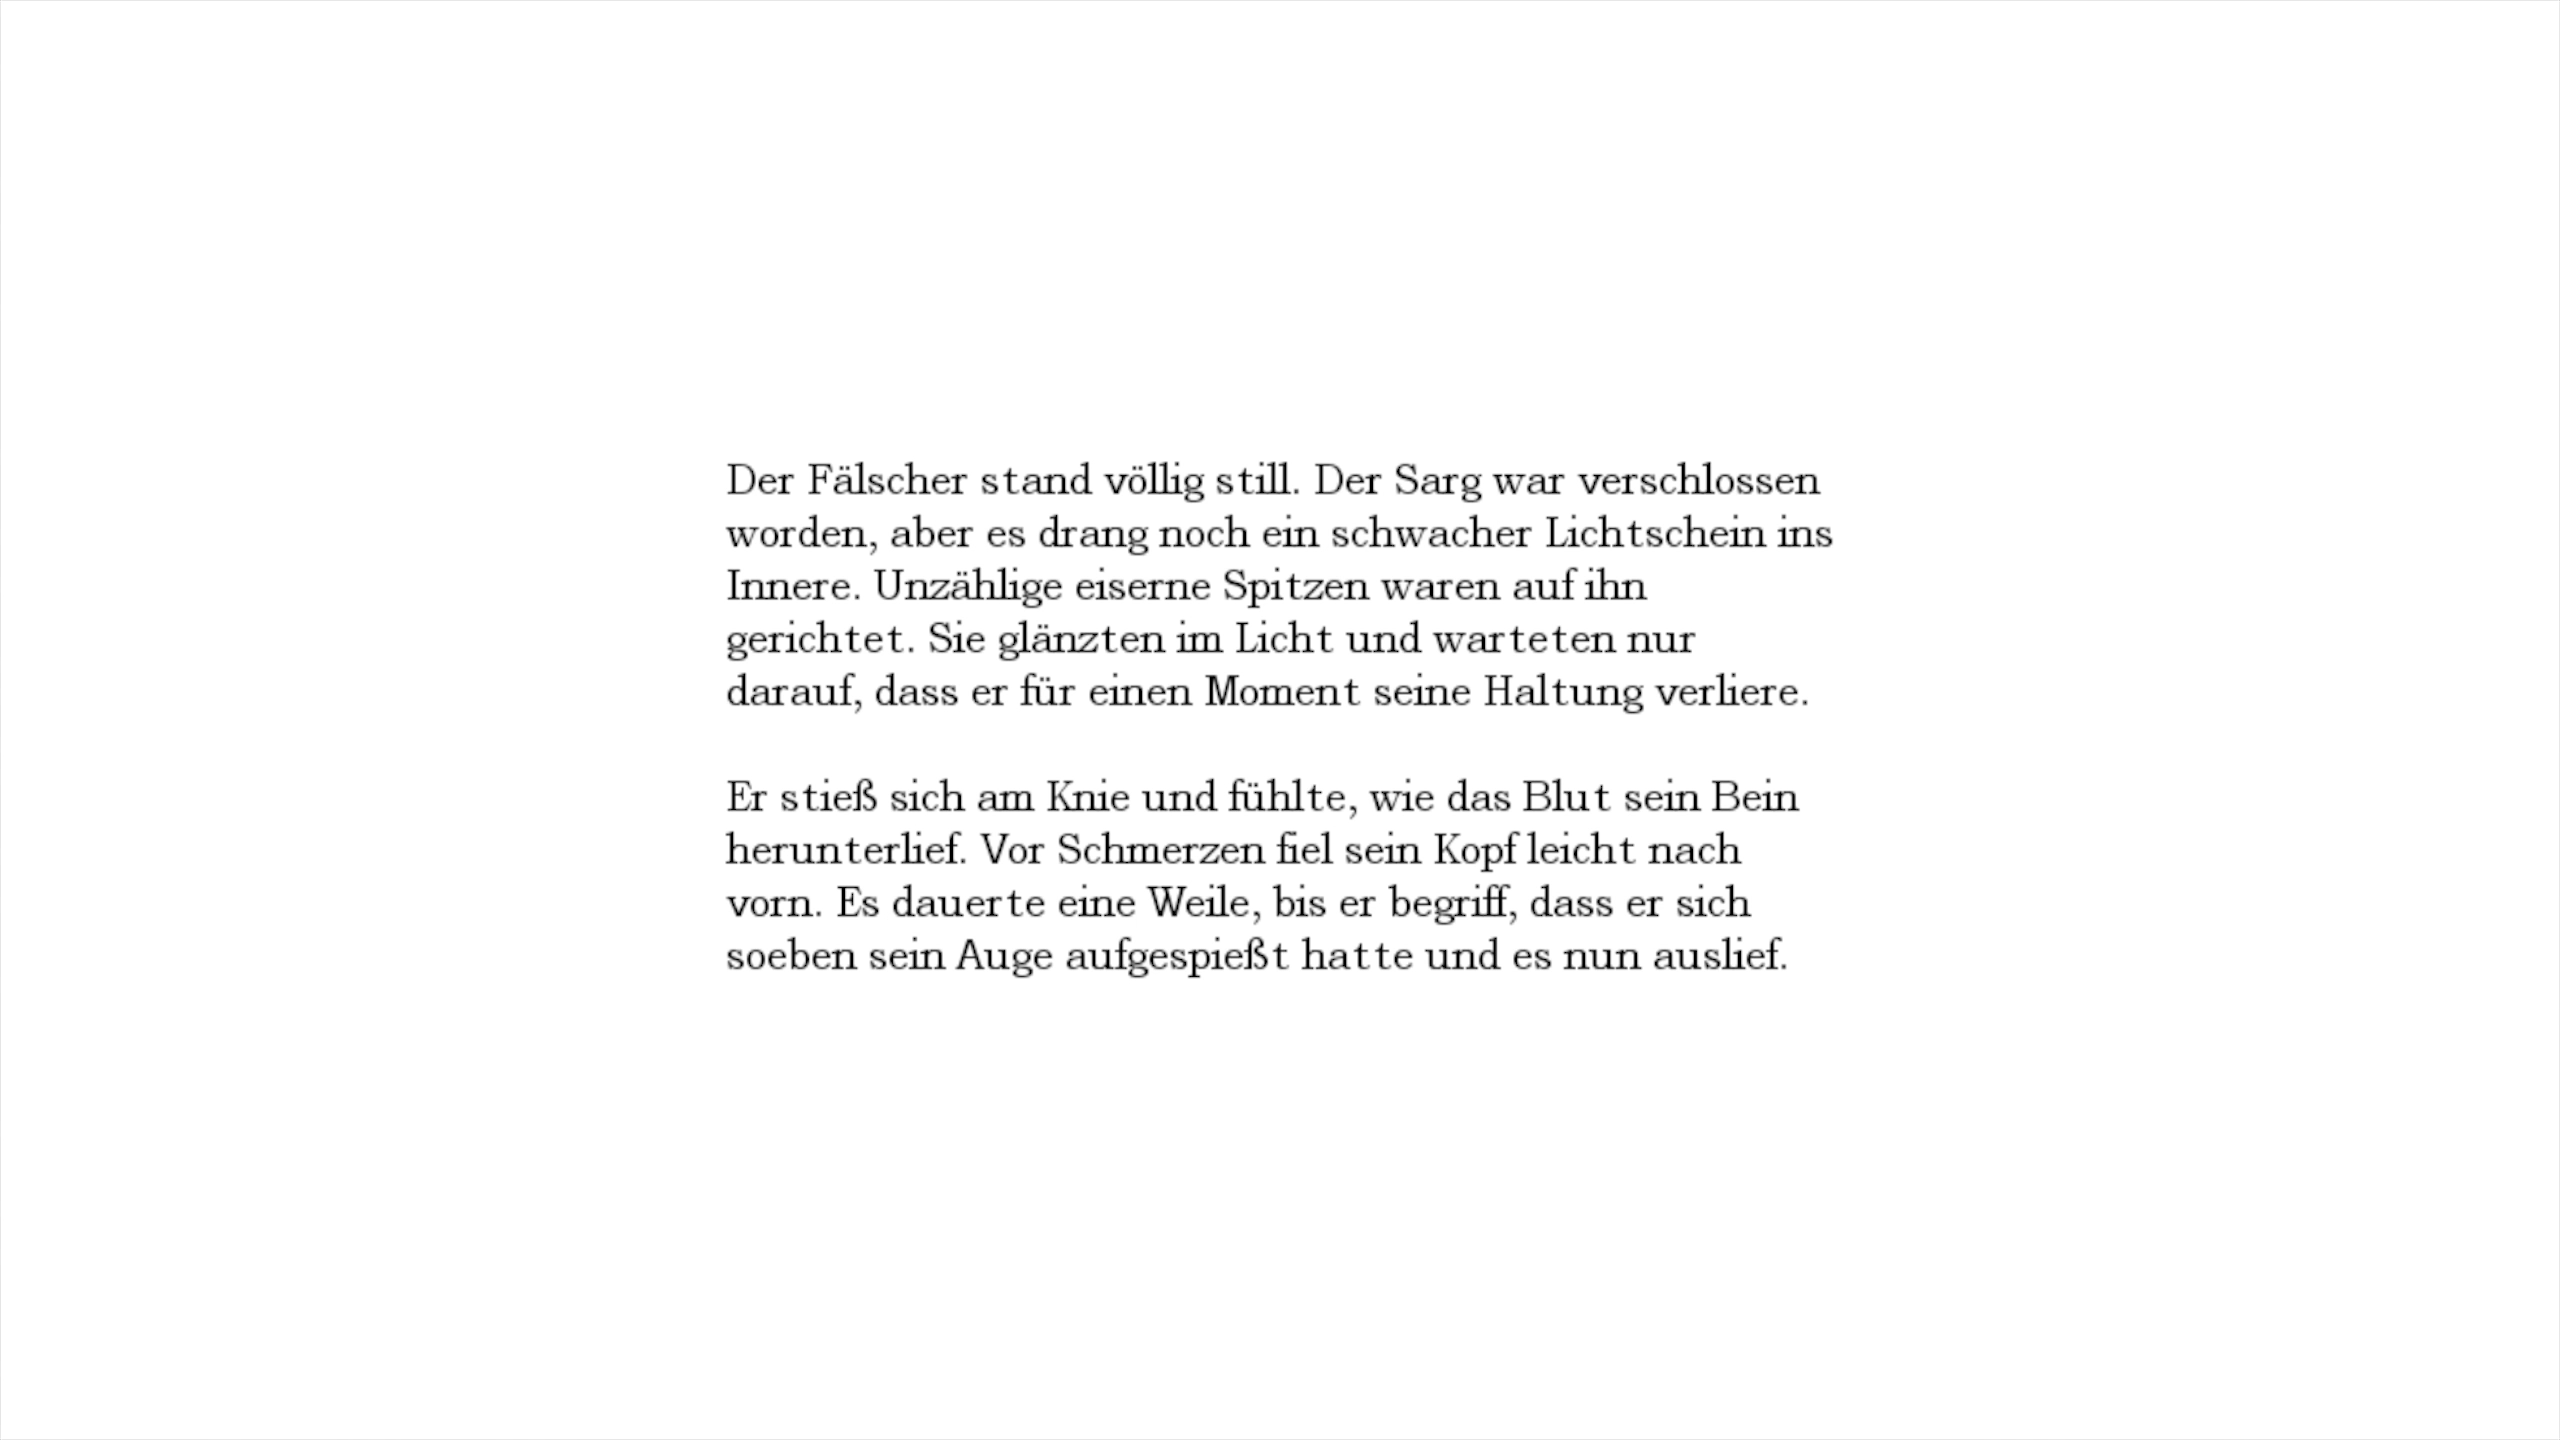 Der Fälscher stand völlig still. Der Sarg war verschlossen
worden, aber es drang noch ein schwacher Lichtschein ins
Innere. Unzählige eiserne Spitzen waren auf ihn
gerichtet. Sie glänzten im Licht und warteten nur
darauf, dass er für einen Moment seine Haltung verliere.
Er stieß sich am Knie und fühlte, wie das Blut sein Bein
herunterlief. Vor Schmerzen fiel sein Kopf leicht nach
vorn. Es dauerte eine Weile, bis er begriff, dass er sich
soeben sein Auge aufgespießt hatte und es nun auslief.